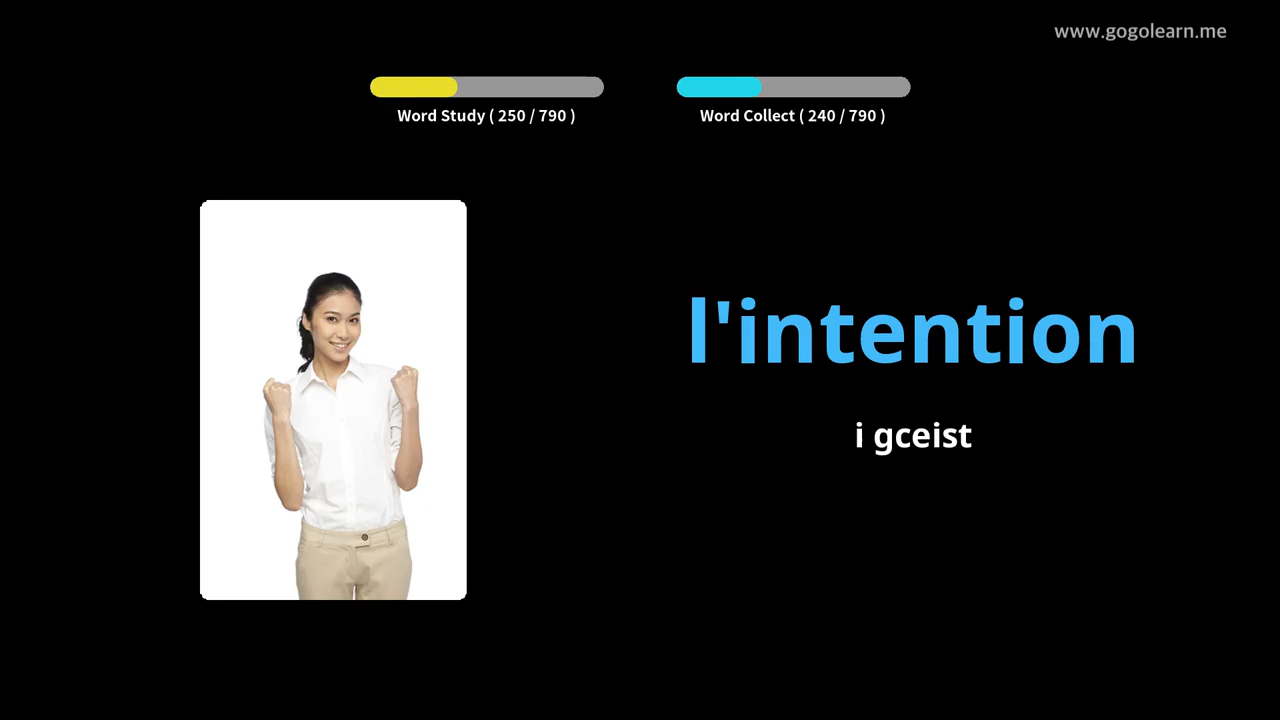 www.gogolearn.me
Word Study ( 250 / 790 )
Word Collect ( 240 / 790 )
l'intention
i gceist